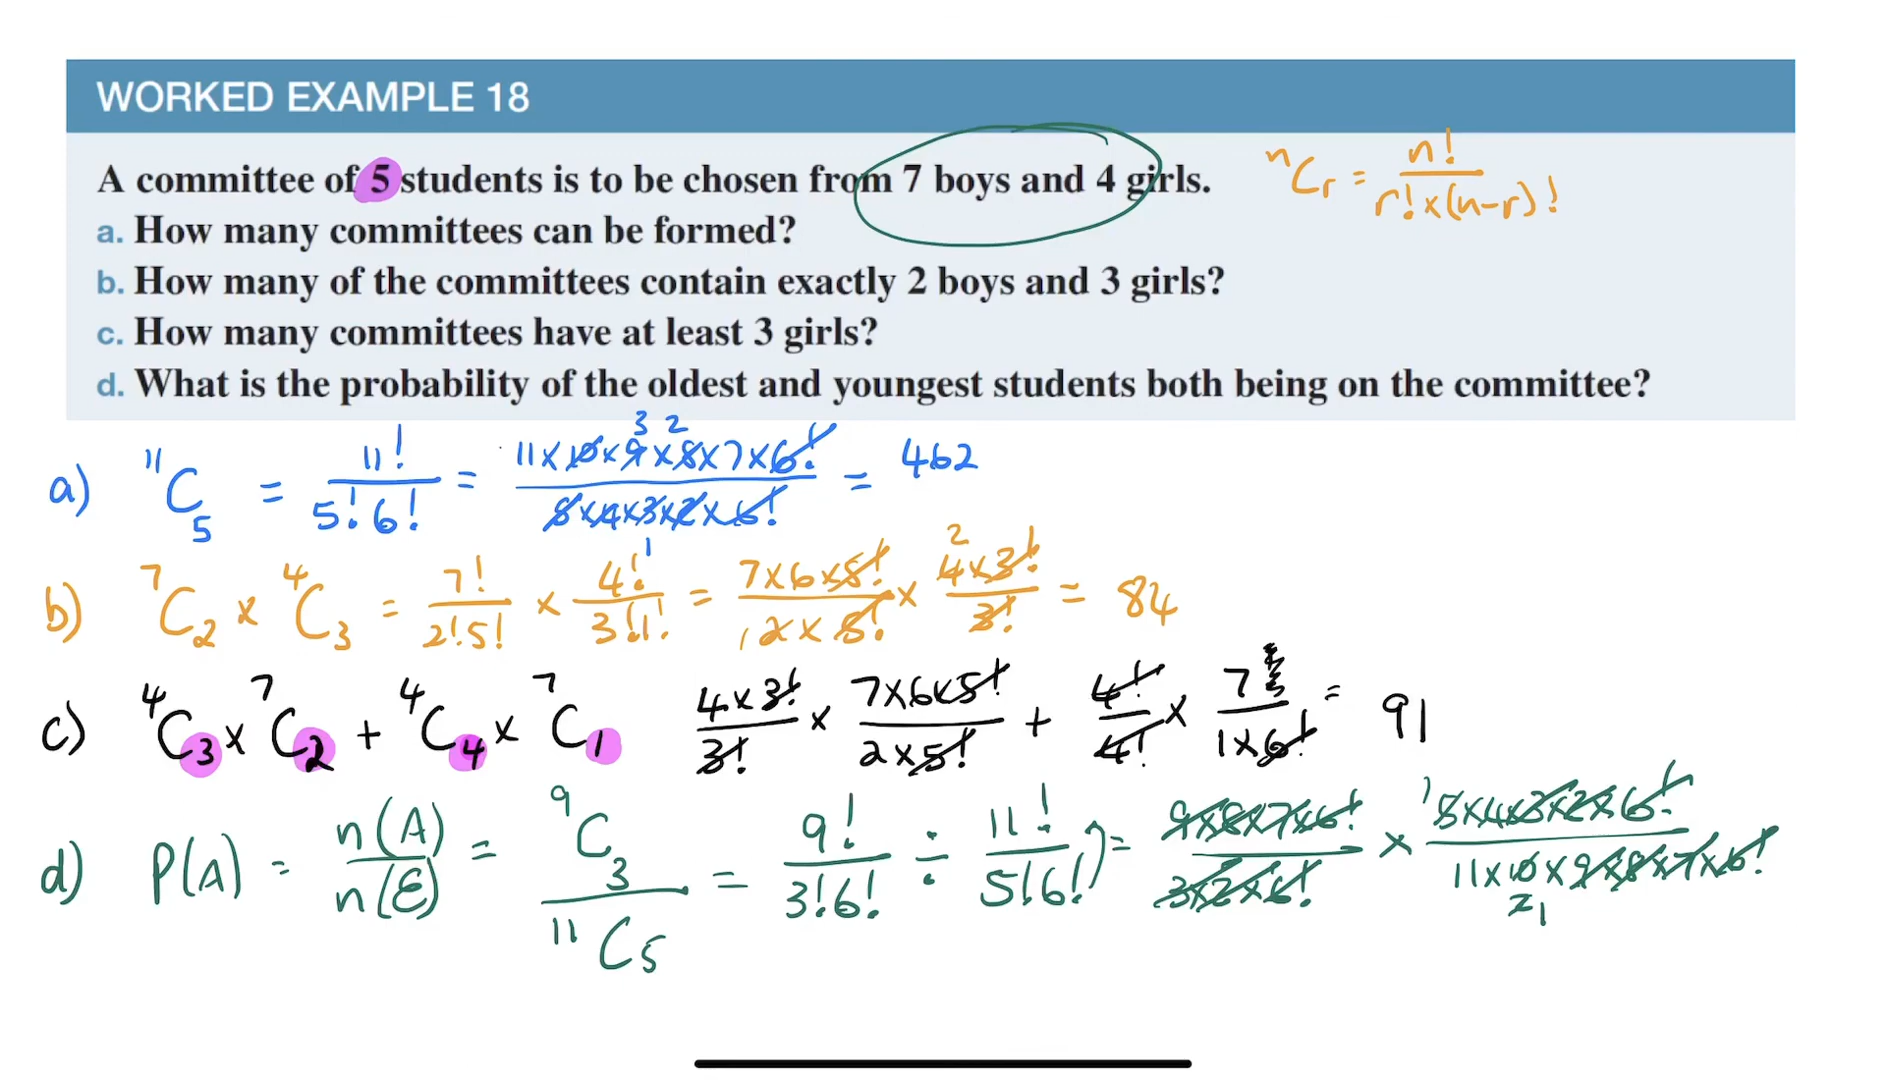 WORKED EXAMPLE 18
A committee of 5 students is to be chosen from 7 boys and 4 girls.
ⁿCᵣ = n! / r!×(n-r)!
a. How many committees can be formed?
b. How many of the committees contain exactly 2 boys and 3 girls?
c. How many committees have at least 3 girls?
d. What is the probability of the oldest and youngest students both being on the committee?
a) ¹¹C₅ = 11! / 5!6! = 11×10×9×8×7×6! / 5×4×3×2×6! = 462
3 2
1
b) ⁷C₂ × ⁴C₃ = 7! / 2!5! × 4! / 3!1! = 7×6×5! / 2×5! × 4×3! / 3! = 84
2
1
c) ⁴C₃ × ⁷C₂ + ⁴C₄ × ⁷C₁ 4×3! / 3! × 7×6×5! / 2×5! + 4! / 4! × 7 / 1×6! = 91
d) P(A) = n(A) / n(ℰ) = ⁹C₃ / ¹¹C₅ = 9! / 3!6! ÷ 11! / 5!6! = 9×8×7×6! / 3×2×6! × 5×4×3×2×6! / 11×10×9×8×7×6!
1
2 1